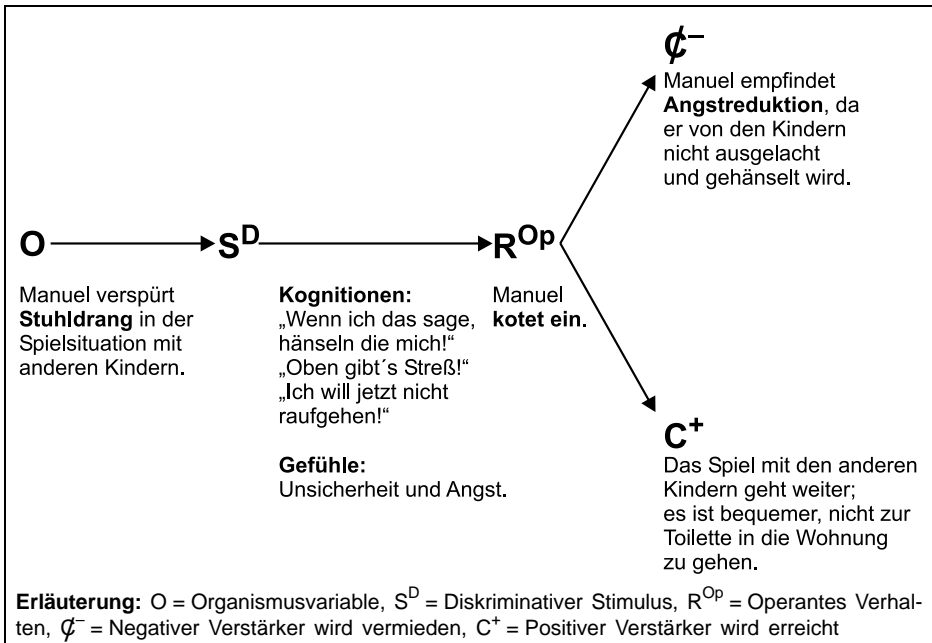 ₵⁻
Manuel empfindet
Angstreduktion, da
er von den Kindern
nicht ausgelacht
und gehänselt wird.
O S^D R^Op
Manuel verspürt
Stuhldrang in der
Spielsituation mit
anderen Kindern.
Kognitionen:
„Wenn ich das sage,
hänseln die mich!“
„Oben gibt´s Streß!“
„Ich will jetzt nicht
raufgehen!“
Gefühle:
Unsicherheit und Angst.
Manuel
kotet ein.
C⁺
Das Spiel mit den anderen
Kindern geht weiter;
es ist bequemer, nicht zur
Toilette in die Wohnung
zu gehen.
Erläuterung: O = Organismusvariable, S^D = Diskriminativer Stimulus, R^Op = Operantes Verhal-
ten, ₵⁻ = Negativer Verstärker wird vermieden, C⁺ = Positiver Verstärker wird erreicht